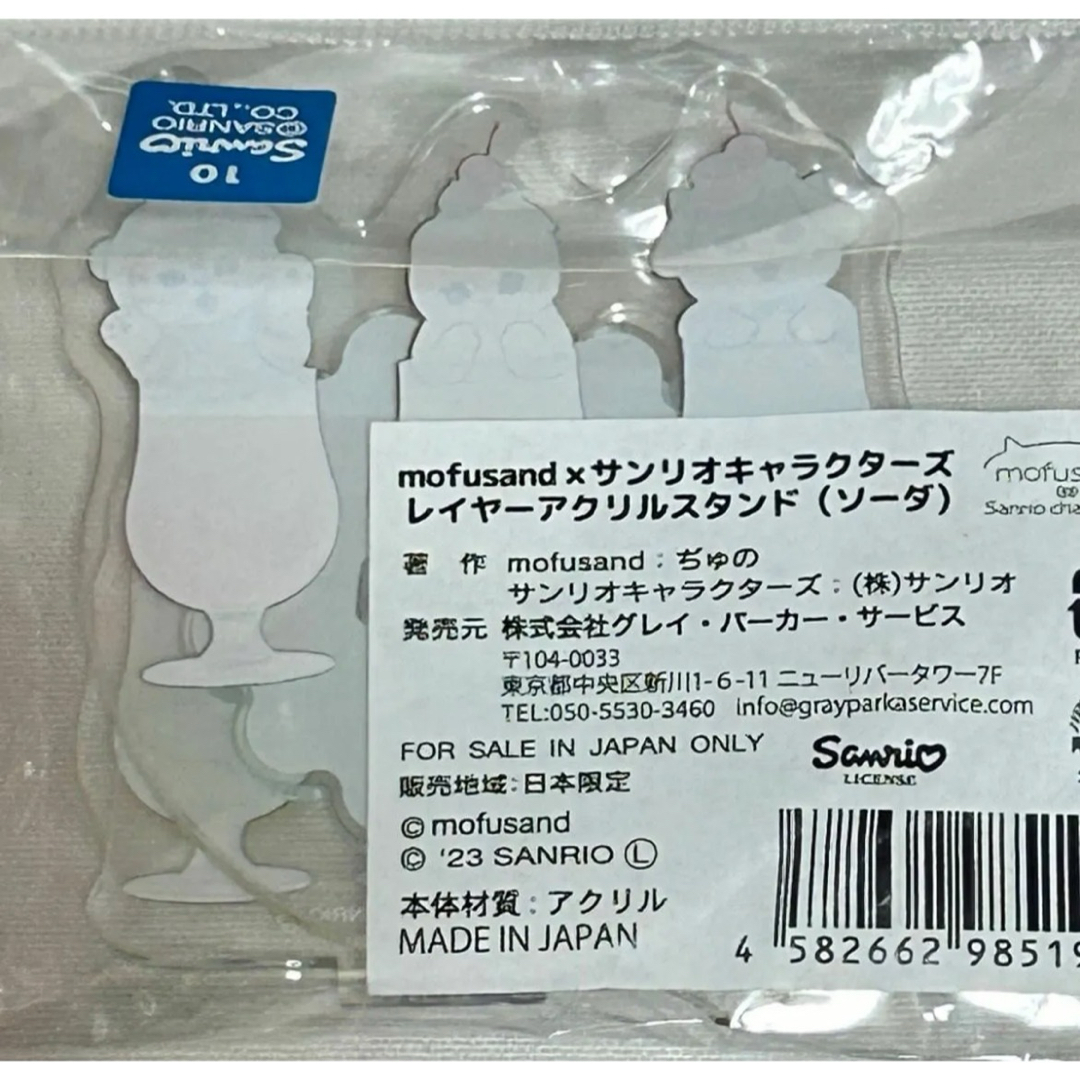 10
Sanrio
©SANRIO
CO.,LTD.
mofusand×サンリオキャラクターズ
レイヤーアクリルスタンド（ソーダ）
mofus
Sanrio cha
著 作 mofusand：ぢゅの
サンリオキャラクターズ：(株)サンリオ
発売元 株式会社グレイ・パーカー・サービス
〒104-0033
東京都中央区新川1-6-11 ニューリバータワー7F
TEL:050-5530-3460 info@grayparkaservice.com
FOR SALE IN JAPAN ONLY
販売地域:日本限定
Sanrio
LICENSE
© mofusand
© '23 SANRIO Ⓛ
本体材質:アクリル
MADE IN JAPAN
4 582662 98519